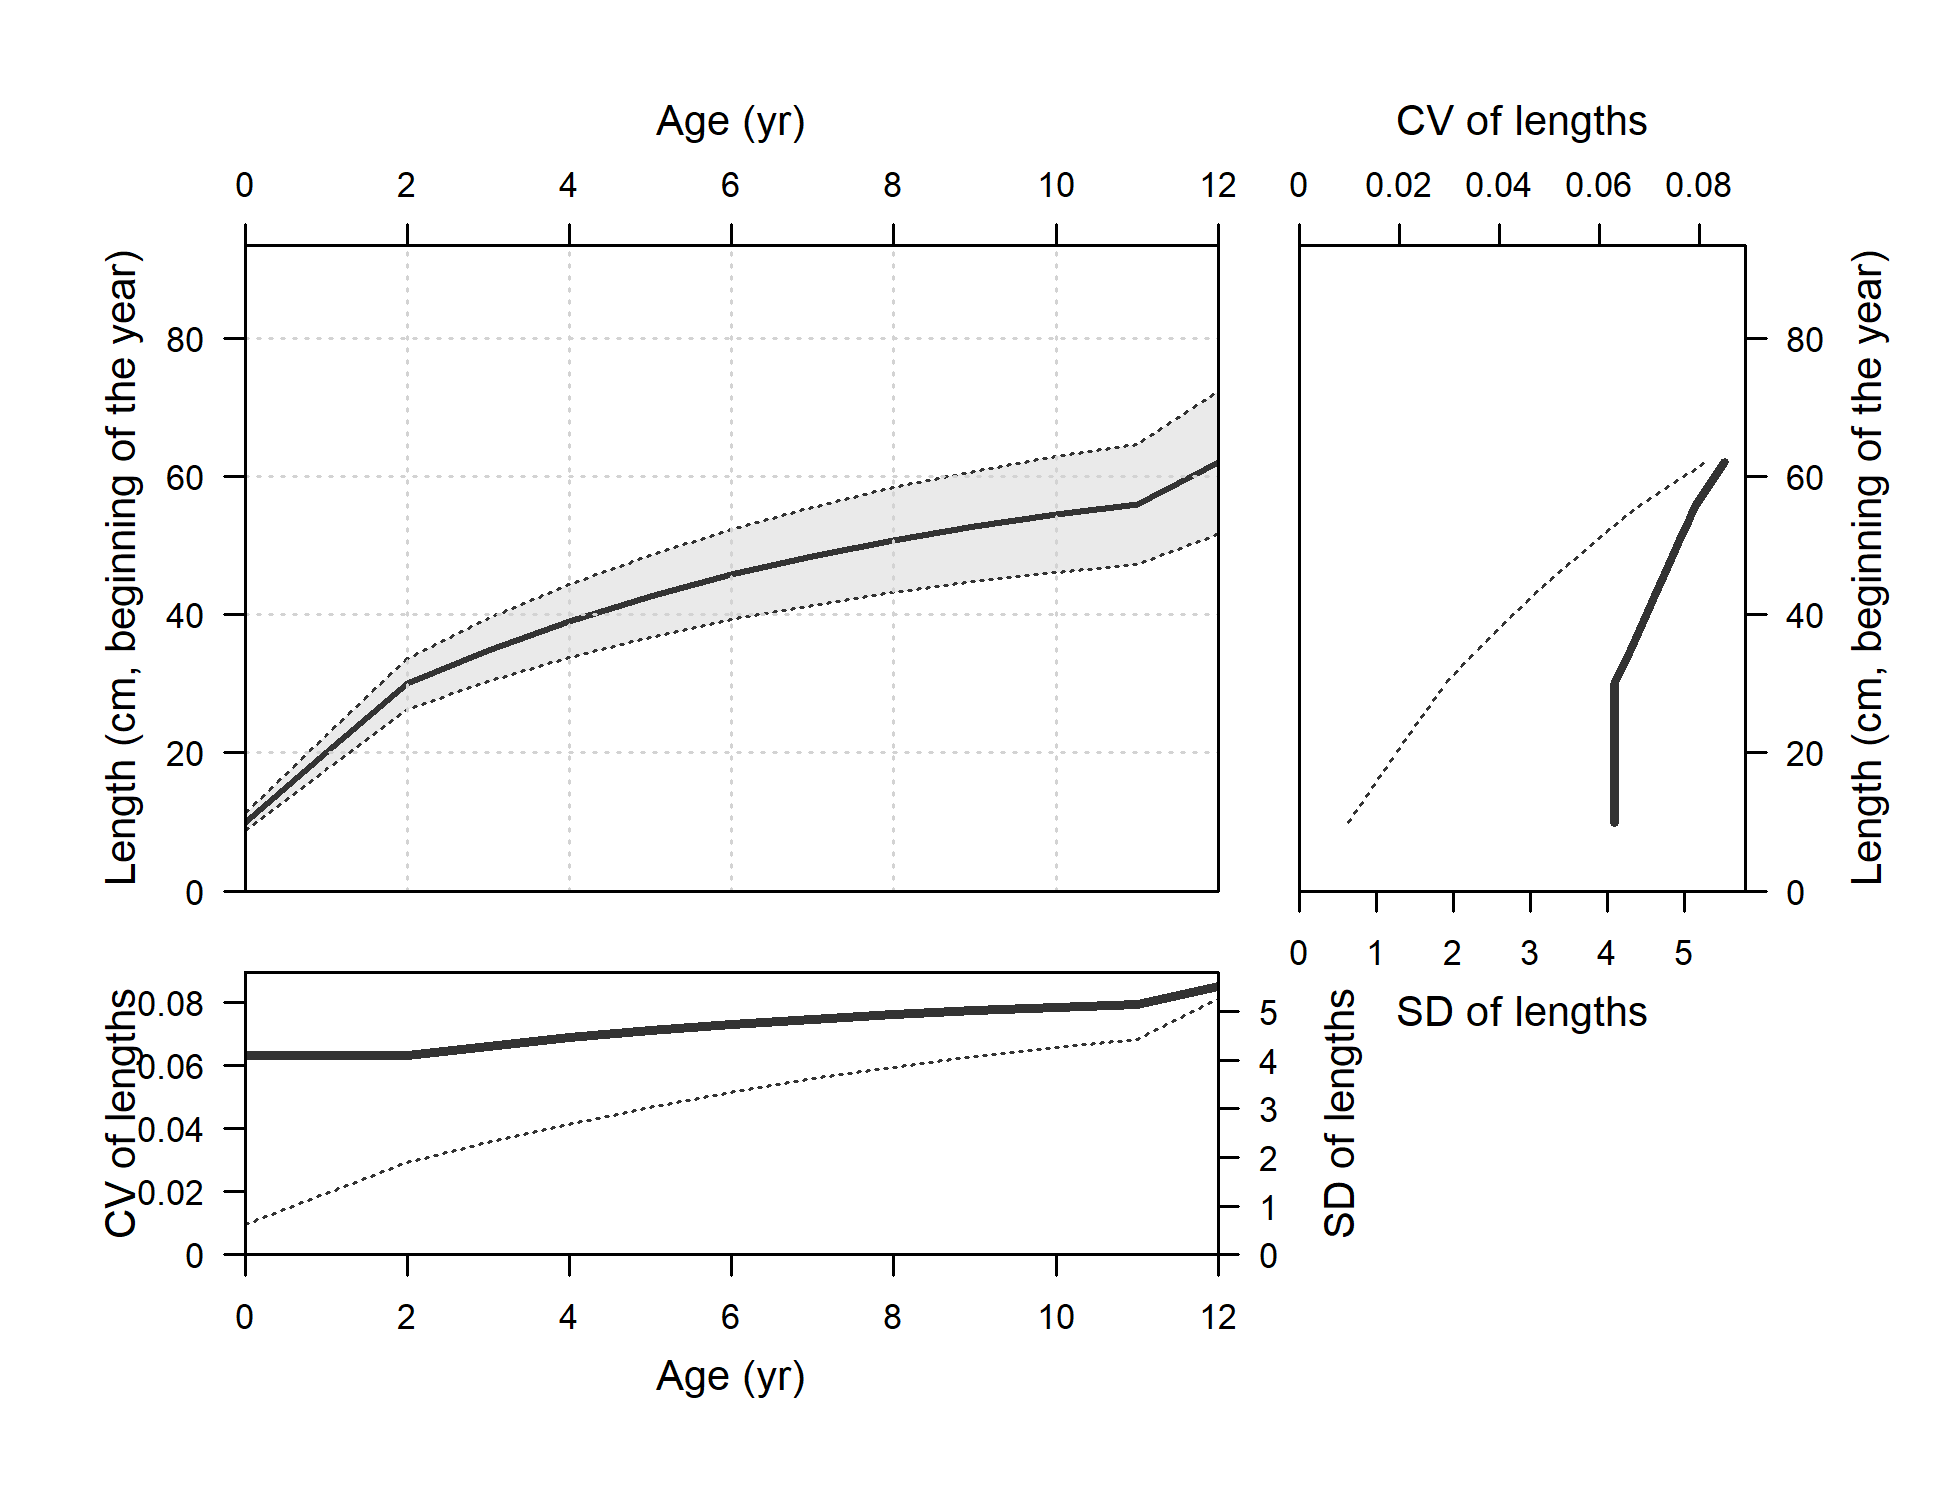 Age (yr)
0 2 4 6 8 10 12
Length (cm, beginning of the year)
80
60
40
20
0
CV of lengths
0 0.02 0.04 0.06 0.08
80
60
40
20
0
Length (cm, beginning of the year)
0 1 2 3 4 5
SD of lengths
CV of lengths
0.08
0.06
0.04
0.02
0
5
4
3
2
1
0
SD of lengths
0 2 4 6 8 10 12
Age (yr)